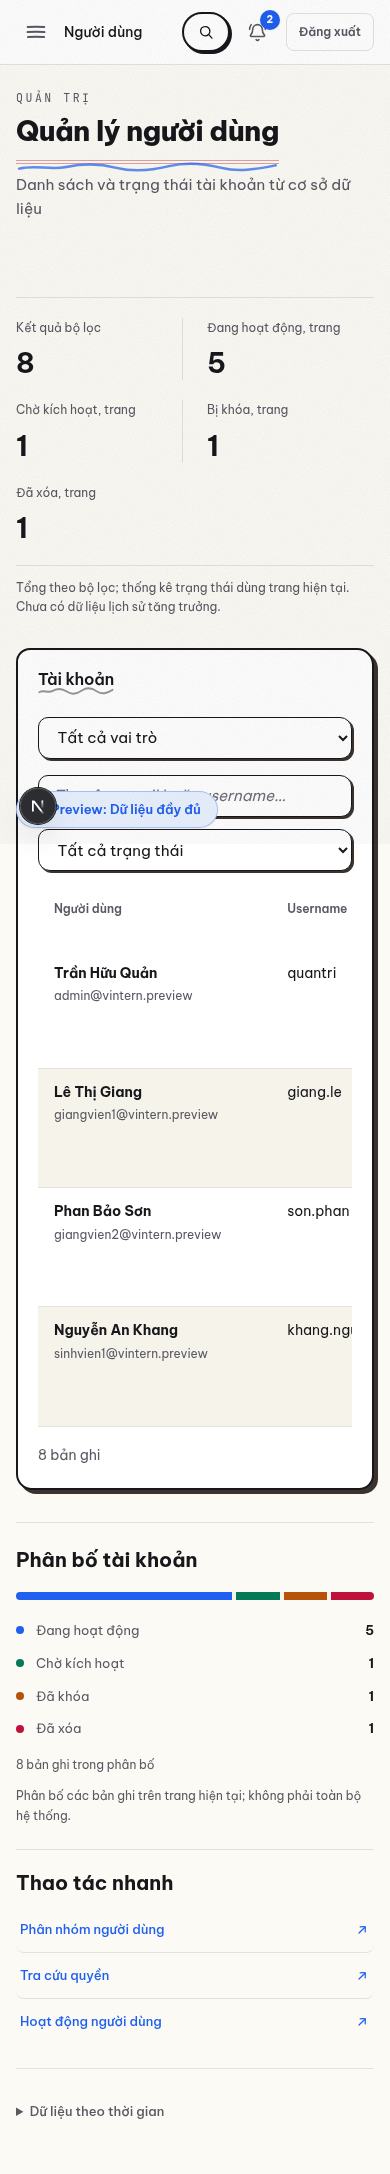 Người dùng
2
Đăng xuất
QUẢN TRỊ
Quản lý người dùng
Danh sách và trạng thái tài khoản từ cơ sở dữ
liệu
Kết quả bộ lọc
8
Đang hoạt động, trang
5
Chờ kích hoạt, trang
1
Bị khóa, trang
1
Đã xóa, trang
1
Tổng theo bộ lọc; thống kê trạng thái dùng trang hiện tại.
Chưa có dữ liệu lịch sử tăng trưởng.
Tài khoản
Tất cả vai trò
username...
N
Preview: Dữ liệu đầy đủ
Tất cả trạng thái
Người dùng
Username
Trần Hữu Quản
quantri
admin@vintern.preview
Lê Thị Giang
giang.le
giangvien1@vintern.preview
Phan Bảo Sơn
son.phan
giangvien2@vintern.preview
Nguyễn An Khang
khang.ngu
sinhvien1@vintern.preview
8 bản ghi
Phân bố tài khoản
Đang hoạt động
5
Chờ kích hoạt
1
Đã khóa
1
Đã xóa
1
8 bản ghi trong phân bố
Phân bố các bản ghi trên trang hiện tại; không phải toàn bộ
hệ thống.
Thao tác nhanh
Phân nhóm người dùng
Tra cứu quyền
Hoạt động người dùng
Dữ liệu theo thời gian